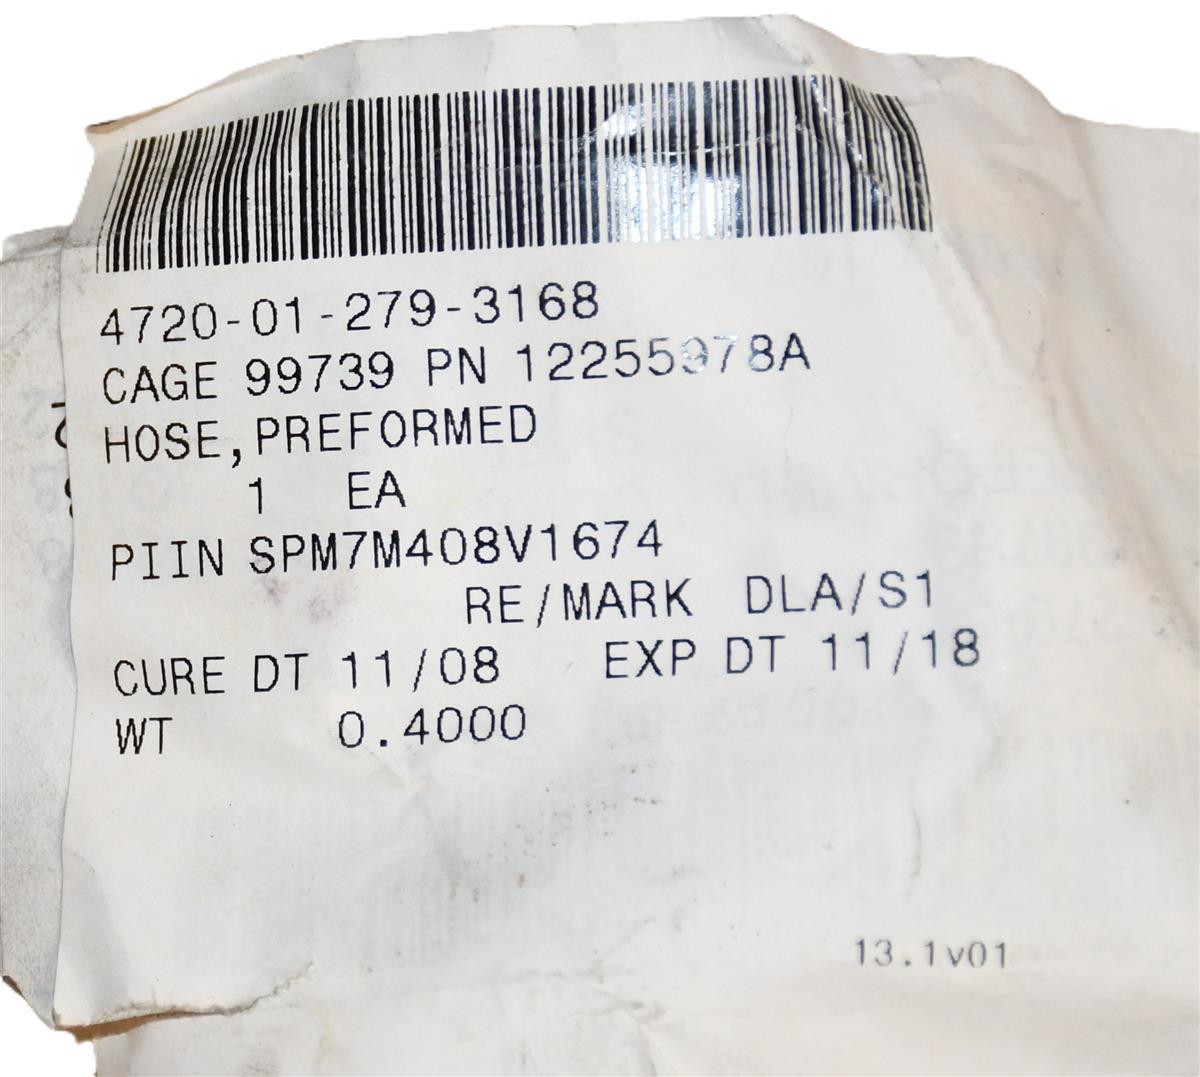 4720-01-279-3168
CAGE 99739 PN 12255978A
HOSE,PREFORMED
1 EA
PIIN SPM7M408V1674
RE/MARK DLA/S1
CURE DT 11/08 EXP DT 11/18
WT 0.4000
13.1v01